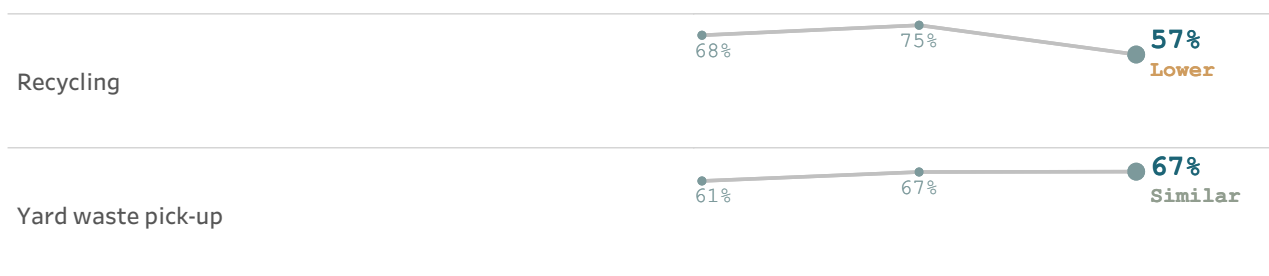 Recycling
68%
75%
57%
Lower
Yard waste pick-up
61%
67%
67%
Similar